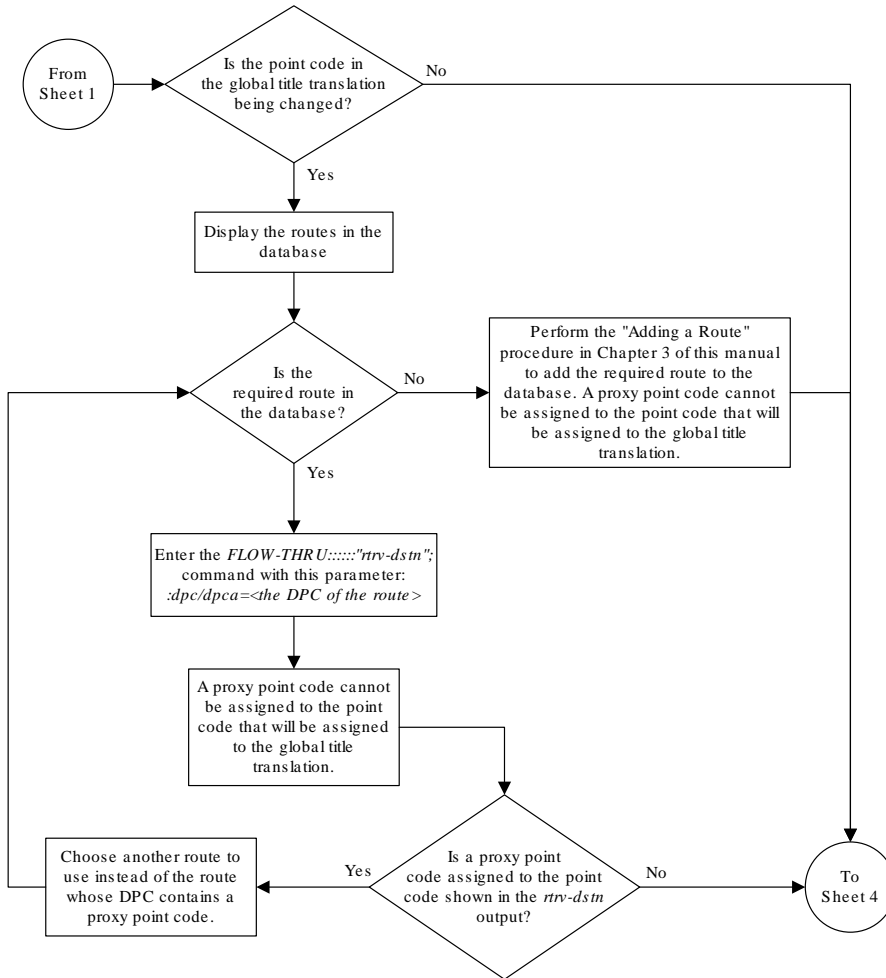 From
Sheet 1
Is the point code in
the global title translation
being changed?
No
Yes
Display the routes in the
database
Is the
required route in
the database?
No
Yes
Perform the "Adding a Route"
procedure in Chapter 3 of this manual
to add the required route to the
database. A proxy point code cannot
be assigned to the point code that will
be assigned to the global title
translation.
Enter the FLOW-THRU::::::"rtrv-dstn";
command with this parameter:
:dpc/dpca=<the DPC of the route>
A proxy point code cannot
be assigned to the point
code that will be assigned
to the global title
translation.
Is a proxy point
code assigned to the point
code shown in the rtrv-dstn
output?
Yes
No
Choose another route to
use instead of the route
whose DPC contains a
proxy point code.
To
Sheet 4